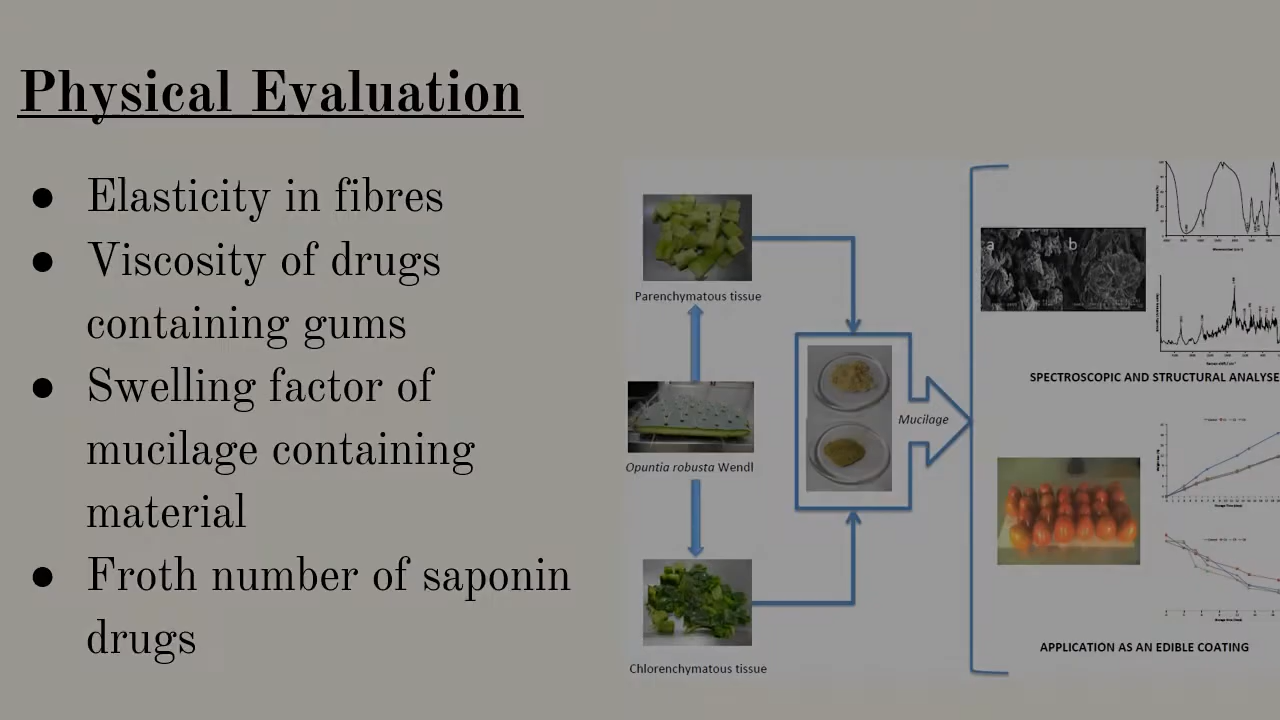 Physical Evaluation
● Elasticity in fibres
● Viscosity of drugs
containing gums
● Swelling factor of
mucilage containing
material
● Froth number of saponin
drugs
Parenchymatous tissue
Opuntia robusta Wendl
Chlorenchymatous tissue
Mucilage
a b
SPECTROSCOPIC AND STRUCTURAL ANALYSE
APPLICATION AS AN EDIBLE COATING